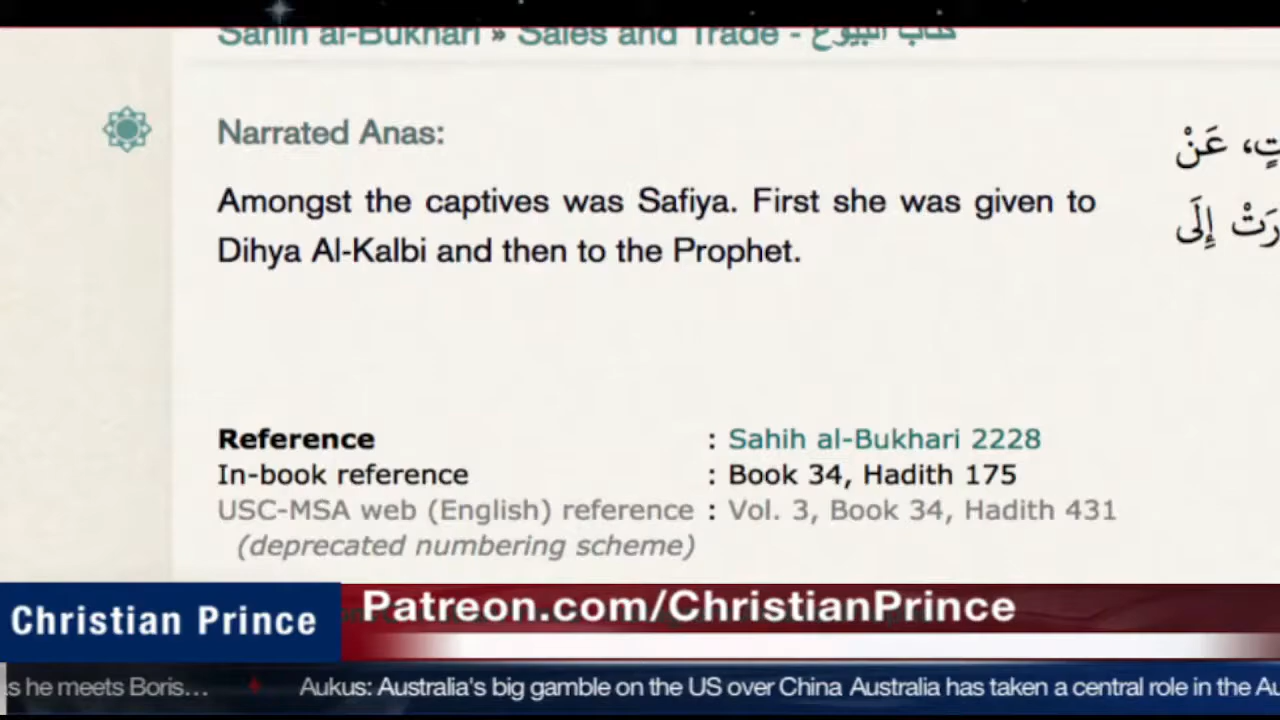 Sahih al-Bukhari » Sales and Trade - كتاب البيوع
Narrated Anas:
Amongst the captives was Safiya. First she was given to
Dihya Al-Kalbi and then to the Prophet.
عَنْ
إِلَى
Reference : Sahih al-Bukhari 2228
In-book reference : Book 34, Hadith 175
USC-MSA web (English) reference : Vol. 3, Book 34, Hadith 431
(deprecated numbering scheme)
Christian Prince
Patreon.com/ChristianPrince
s he meets Boris... Aukus: Australia's big gamble on the US over China Australia has taken a central role in the Au